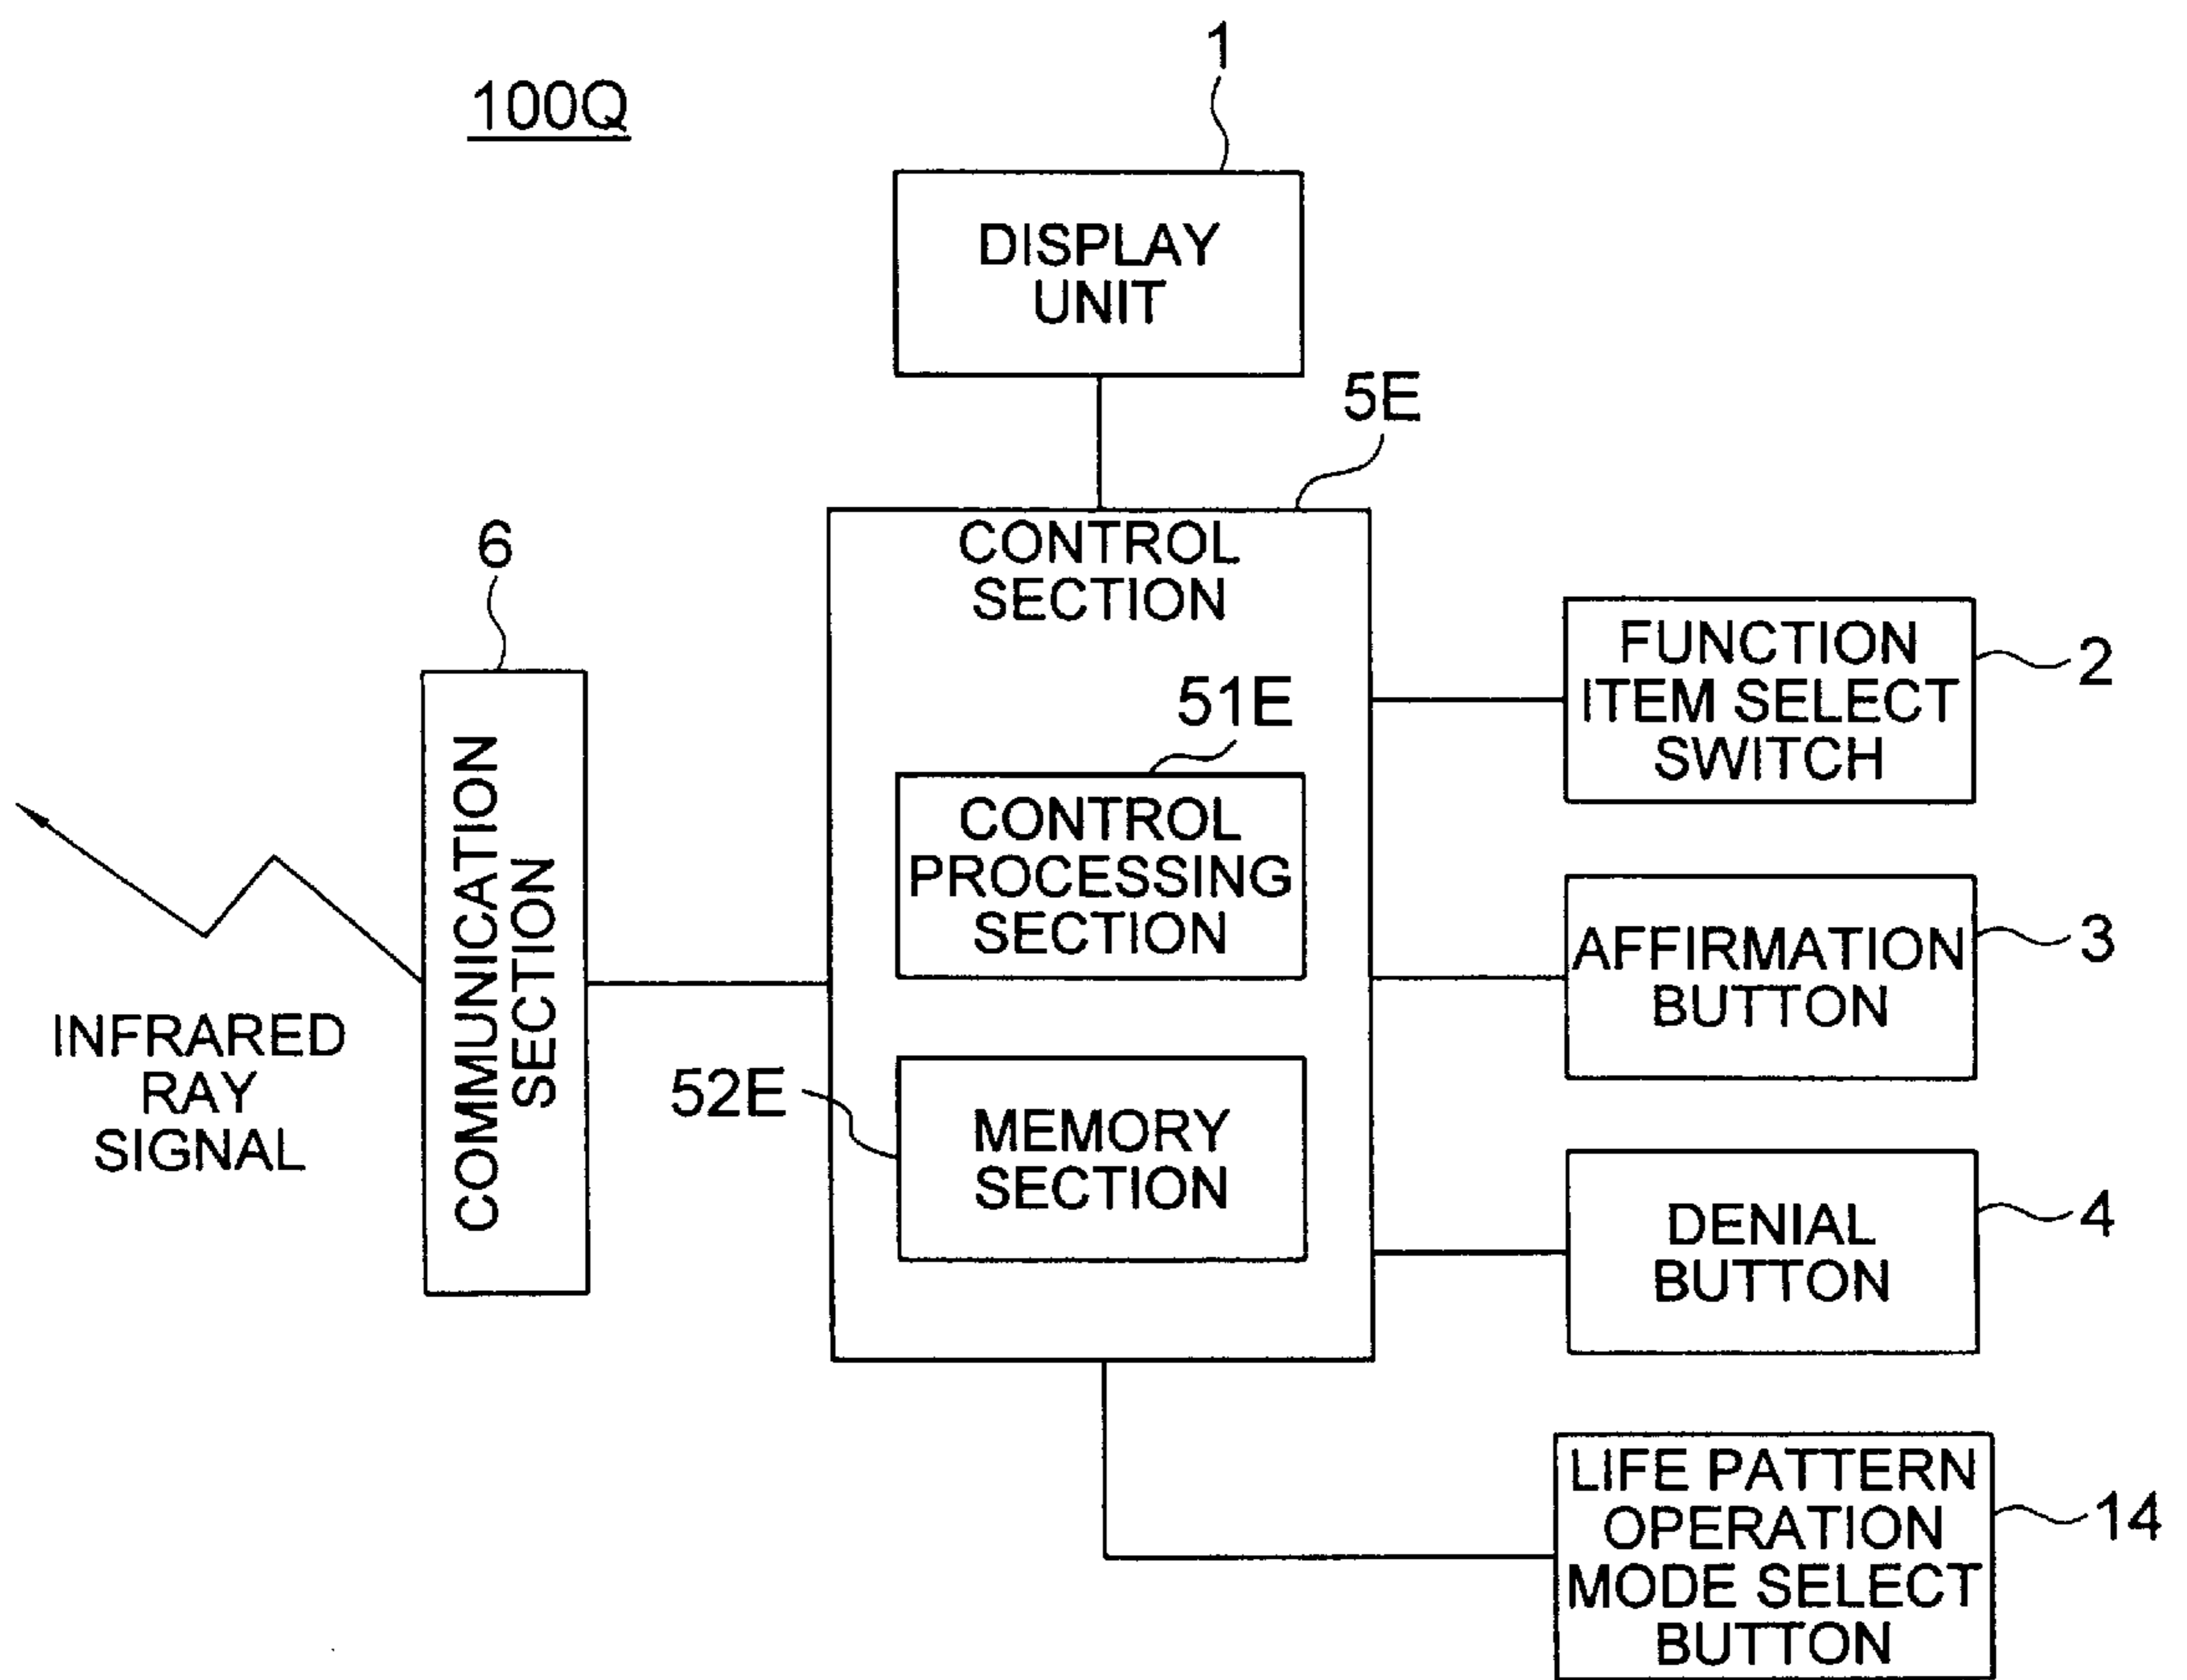 100Q
1
DISPLAY
UNIT
5E
CONTROL
SECTION
6
COMMUNICATION
SECTION
INFRARED
RAY
SIGNAL
51E
CONTROL
PROCESSING
SECTION
52E
MEMORY
SECTION
FUNCTION
ITEM SELECT
SWITCH
2
AFFIRMATION
BUTTON
3
DENIAL
BUTTON
4
LIFE PATTERN
OPERATION
MODE SELECT
BUTTON
14